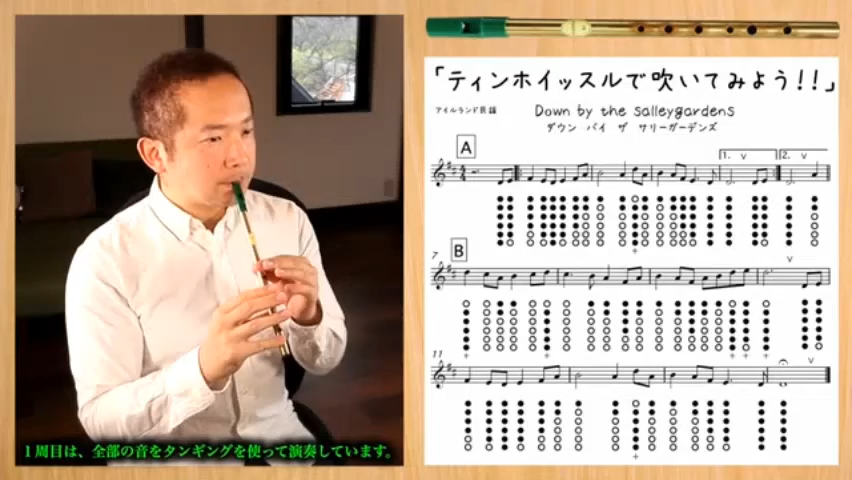 「ティンホイッスルで吹いてみよう!!」
アイルランド民謡
Down by the salleygardens
ダウン バイ ザ サリーガーデンズ
A
1.
2.
7
B
11
1周目は、全部の音をタンギングを使って演奏しています。